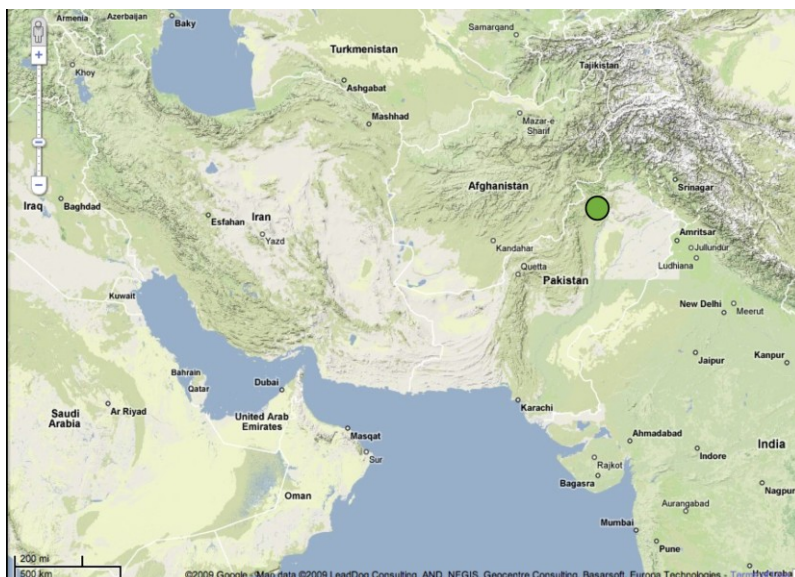 Armenia
Azerbaijan
Baky
Samarqand
Turkmenistan
Tajikistan
Khoy
Ashgabat
Mashhad
Mazar-e
Sharif
Afghanistan
Srinagar
Iraq
Baghdad
Esfahan
Iran
Yazd
Kandahar
Amritsar
Jullundur
Ludhiana
Quetta
Pakistan
Kuwait
New Delhi
Meerut
Bahrain
Qatar
Dubai
Jaipur
Kanpur
Saudi
Arabia
Ar Riyad
United Arab
Emirates
Karachi
Masqat
Sur
Ahmadabad
India
Rajkot
Indore
Bagasra
Nagpur
Oman
Aurangabad
Mumbai
Pune
200 mi
500 km
©2009 Google - Map data ©2009 LeadDog Consulting, AND, NFGIS, Geocentre Consulting, Basarsoft, Europa Technologies -